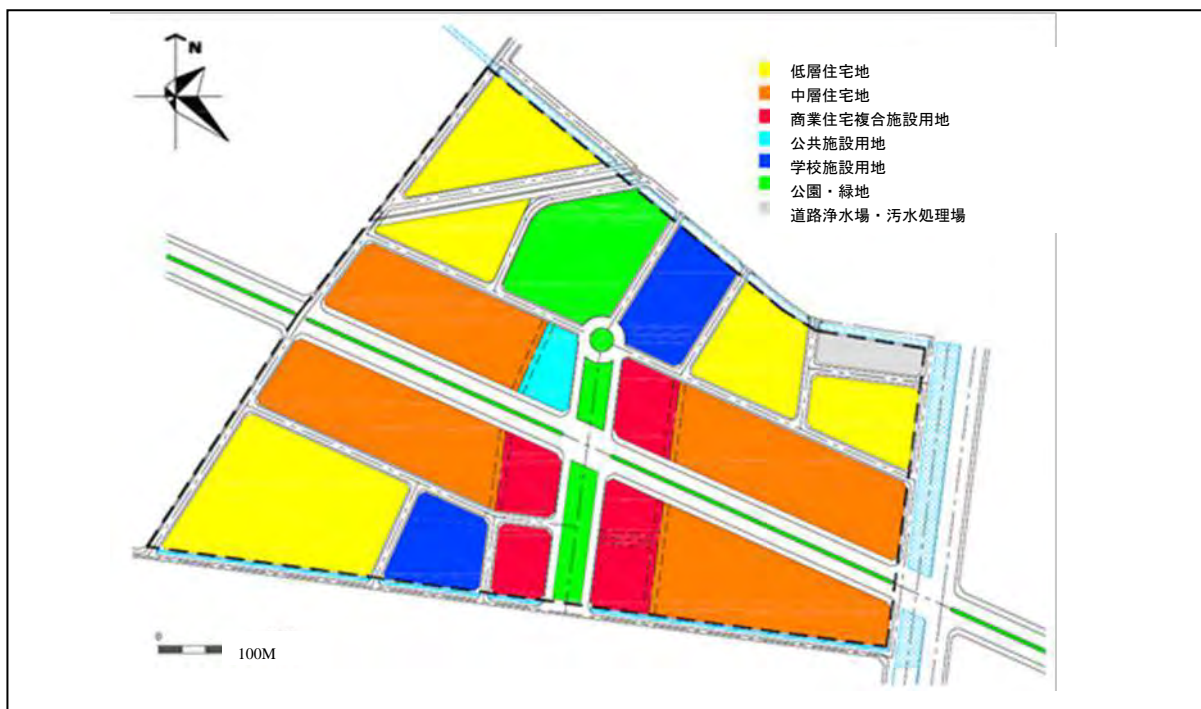 N
低層住宅地
中層住宅地
商業住宅複合施設用地
公共施設用地
学校施設用地
公園・緑地
道路浄水場・汚水処理場
0
100M